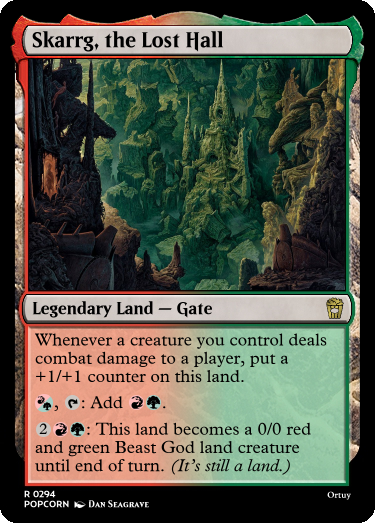 Skarrg, the Lost Hall
Legendary Land — Gate
Whenever a creature you control deals
combat damage to a player, put a
+1/+1 counter on this land.
, : Add .
2 : This land becomes a 0/0 red
and green Beast God land creature
until end of turn. (It's still a land.)
R 0294
Ortuy
POPCORN DAN SEAGRAVE